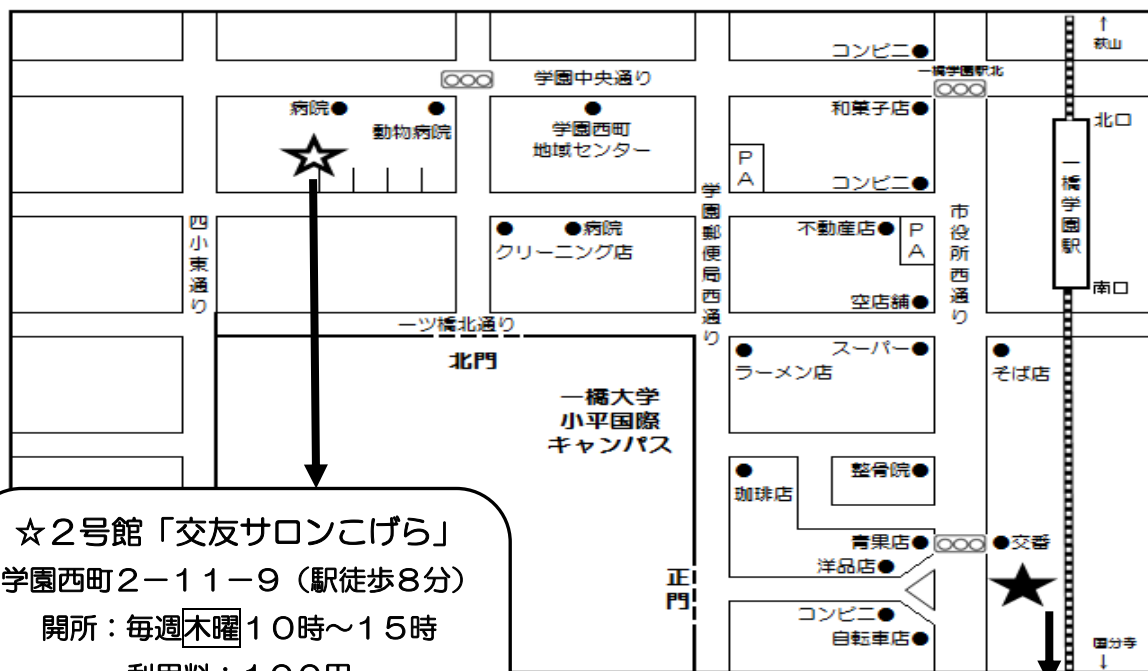 ↑
萩山
コンビニ●
学園中央通り
一橋学園駅北
病院●
動物病院
学園西町
地域センター
和菓子店●
北口
P
A
コンビニ●
一橋学園駅
四小東通り
●病院
クリーニング店
学園郵便局西通り
不動産店●
P
A
市役所西通り
南口
空店舗●
一ツ橋北通り
北門
ラーメン店
スーパー●
そば店
一橋大学
小平国際
キャンパス
珈琲店
整骨院●
青果店●
●交番
洋品店●
正門
コンビニ●
自転車店●
国分寺
↓
☆2号館「交友サロンこげら」
学園西町2-11-9(駅徒歩8分)
開所:毎週木曜10時~15時
利用料:100円